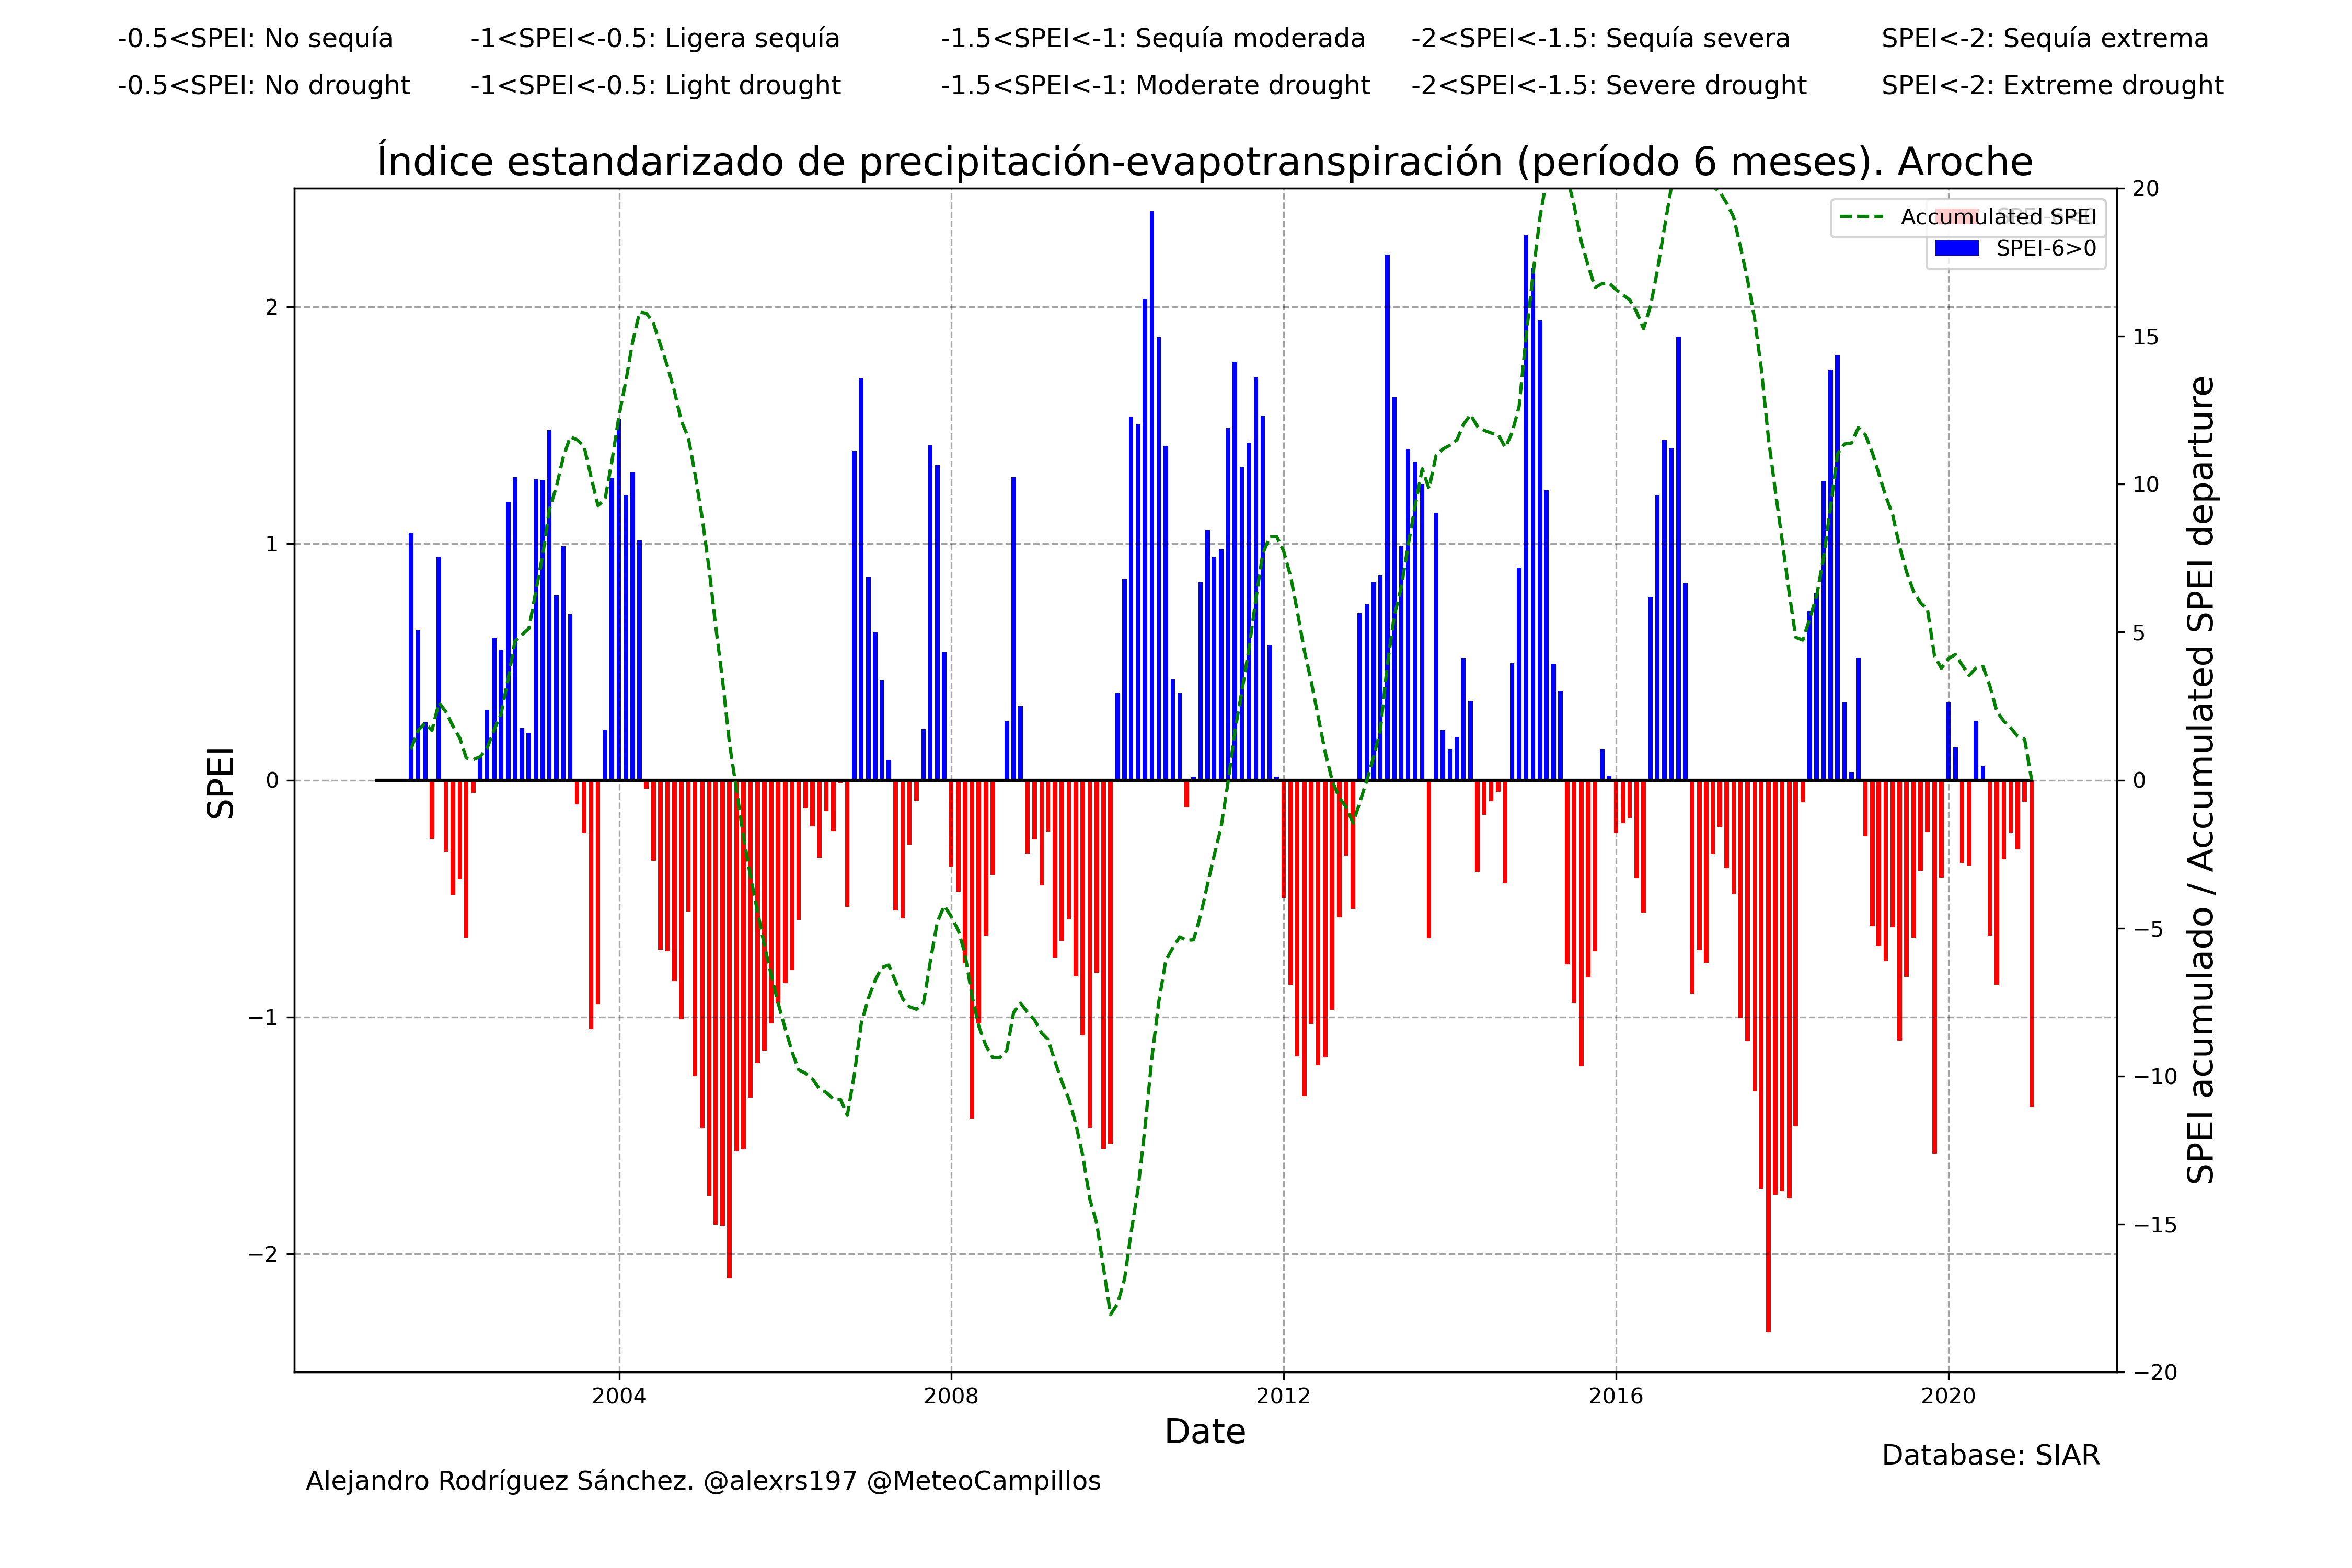 -0.5<SPEI: No sequía -1<SPEI<-0.5: Ligera sequía -1.5<SPEI<-1: Sequía moderada -2<SPEI<-1.5: Sequía severa SPEI<-2: Sequía extrema
-0.5<SPEI: No drought -1<SPEI<-0.5: Light drought -1.5<SPEI<-1: Moderate drought -2<SPEI<-1.5: Severe drought SPEI<-2: Extreme drought
Índice estandarizado de precipitación-evapotranspiración (período 6 meses). Aroche
Accumulated SPEI
SPEI-6>0
SPEI
2
1
0
−1
−2
20
15
10
5
0
−5
−10
−15
−20
SPEI acumulado / Accumulated SPEI departure
2004 2008 2012 2016 2020
Date
Database: SIAR
Alejandro Rodríguez Sánchez. @alexrs197 @MeteoCampillos